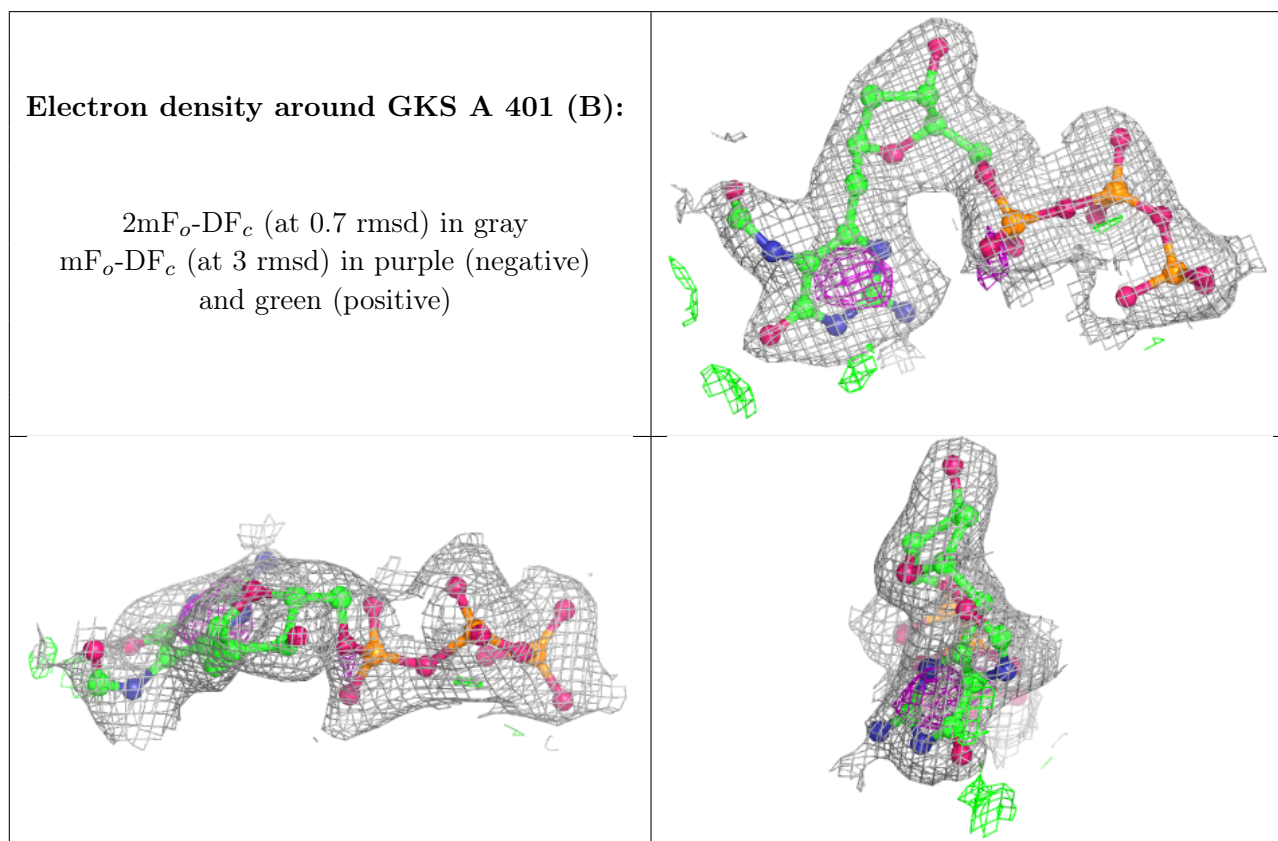 Electron density around GKS A 401 (B):
2mFo-DFc (at 0.7 rmsd) in gray
mFo-DFc (at 3 rmsd) in purple (negative)
and green (positive)